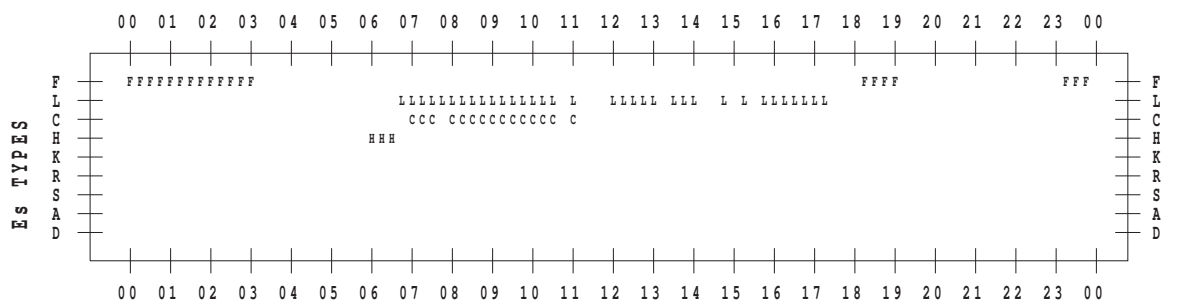 00 01 02 03 04 05 06 07 08 09 10 11 12 13 14 15 16 17 18 19 20 21 22 23 00
F FFFFFFFFFFFFF FFFF FFF F
L LLLLLLLLLLLLLLLL L LLLLL LLL L L LLLLLLL L
C CCC CCCCCCCCCCC C C
H HHH H
K K
R R
S S
A A
D D
Es TYPES
00 01 02 03 04 05 06 07 08 09 10 11 12 13 14 15 16 17 18 19 20 21 22 23 00